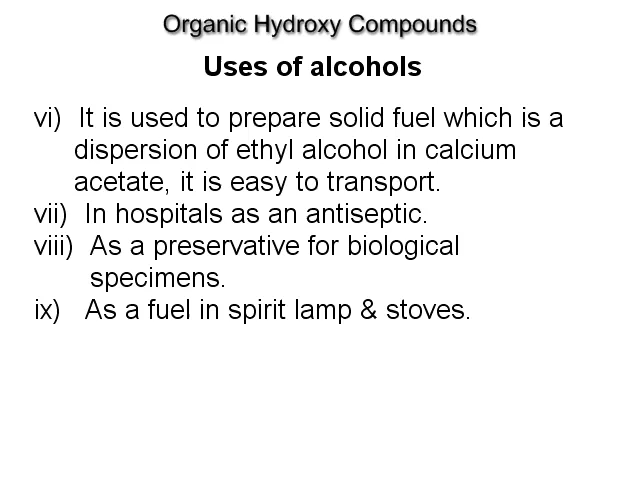 Organic Hydroxy Compounds
Uses of alcohols
vi) It is used to prepare solid fuel which is a
dispersion of ethyl alcohol in calcium
acetate, it is easy to transport.
vii) In hospitals as an antiseptic.
viii) As a preservative for biological
specimens.
ix) As a fuel in spirit lamp & stoves.